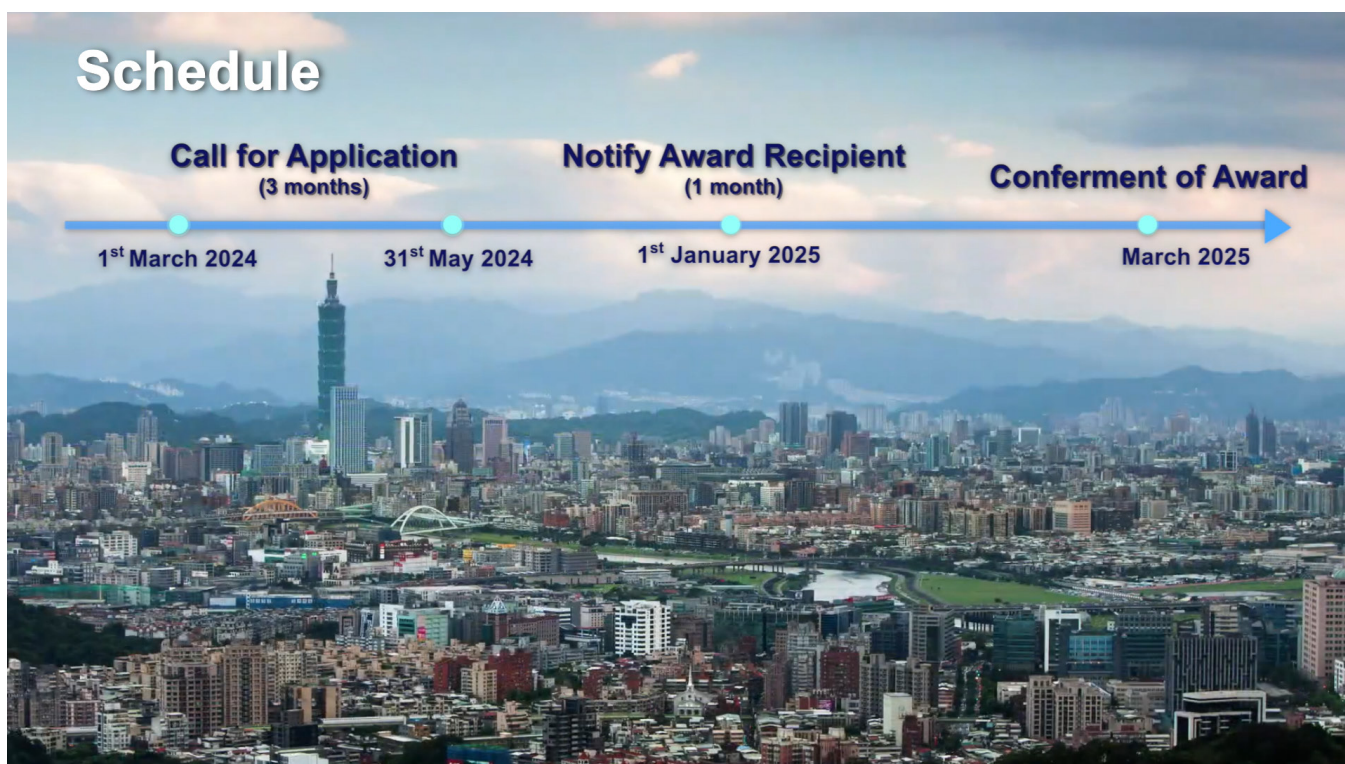 Schedule
Call for Application
(3 months)
Notify Award Recipient
(1 month)
Conferment of Award
1st March 2024
31st May 2024
1st January 2025
March 2025